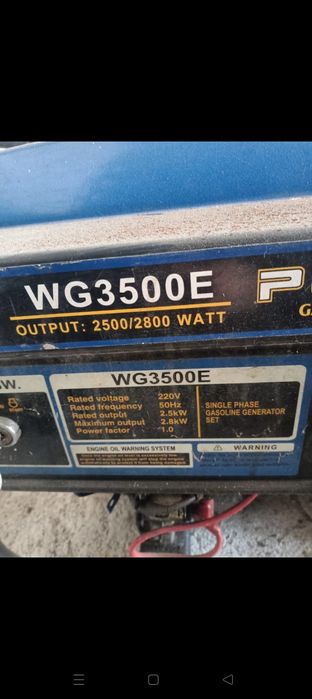 WG3500E
OUTPUT: 2500/2800 WATT
P
G
SW.
WG3500E
Rated voltage 220V
Rated frequency 50Hz
Rated output 2.5kW
Maximum output 2.8kW
Power factor 1.0
SINGLE PHASE
GASOLINE GENERATOR
SET
ENGINE OIL WARNING SYSTEM
WARNING